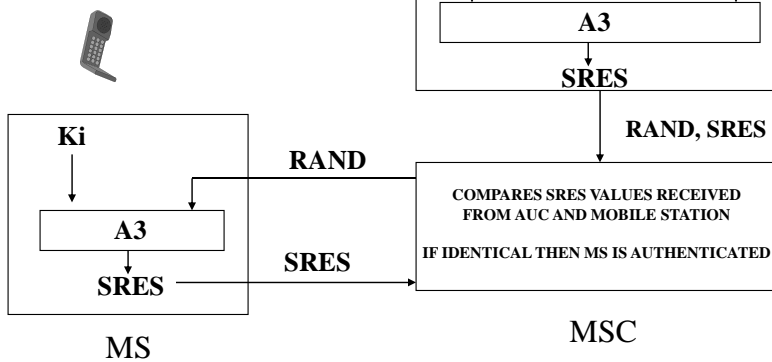 A3
SRES
RAND, SRES
Ki
RAND
COMPARES SRES VALUES RECEIVED
FROM AUC AND MOBILE STATION
IF IDENTICAL THEN MS IS AUTHENTICATED
A3
SRES
SRES
MSC
MS